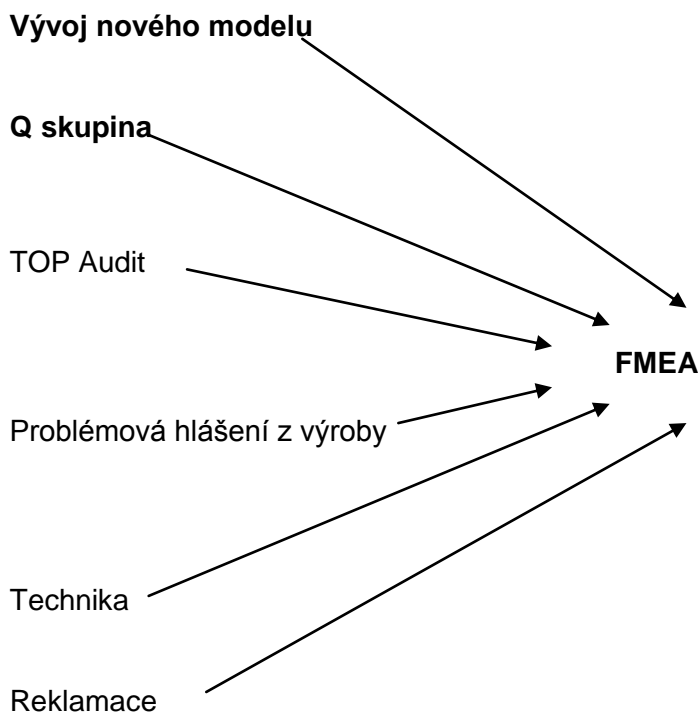 Vývoj nového modelu
Q skupina
TOP Audit
FMEA
Problémová hlášení z výroby
Technika
Reklamace